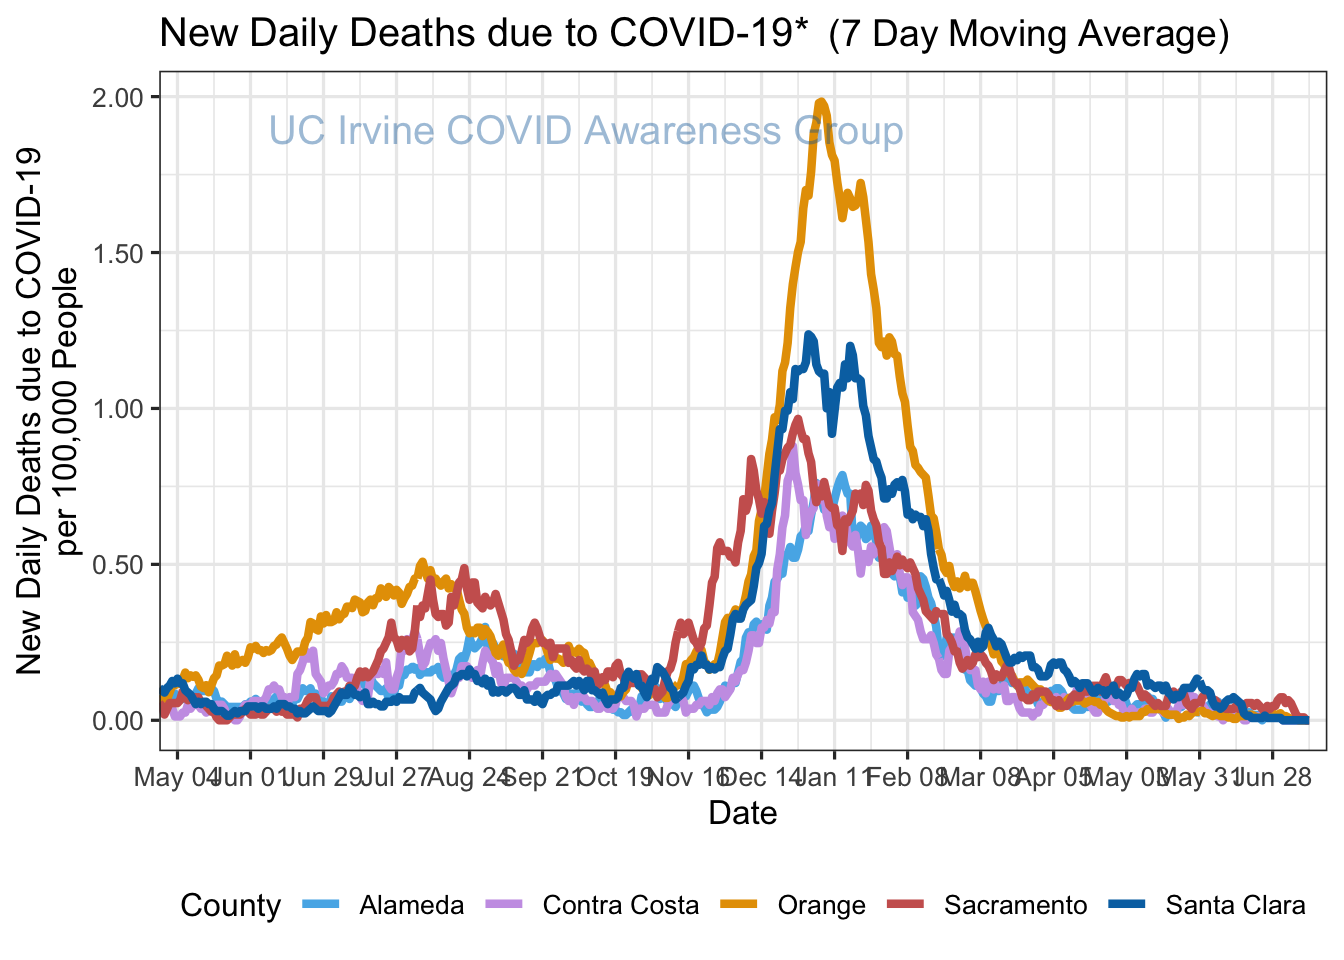 New Daily Deaths due to COVID-19* (7 Day Moving Average)
UC Irvine COVID Awareness Group
New Daily Deaths due to COVID-19
per 100,000 People
2.00
1.50
1.00
0.50
0.00
May 04 Jun 01 Jun 29 Jul 27 Aug 24 Sep 21 Oct 19 Nov 16 Dec 14 Jan 11 Feb 08 Mar 08 Apr 05 May 03 May 31 Jun 28
Date
County Alameda Contra Costa Orange Sacramento Santa Clara